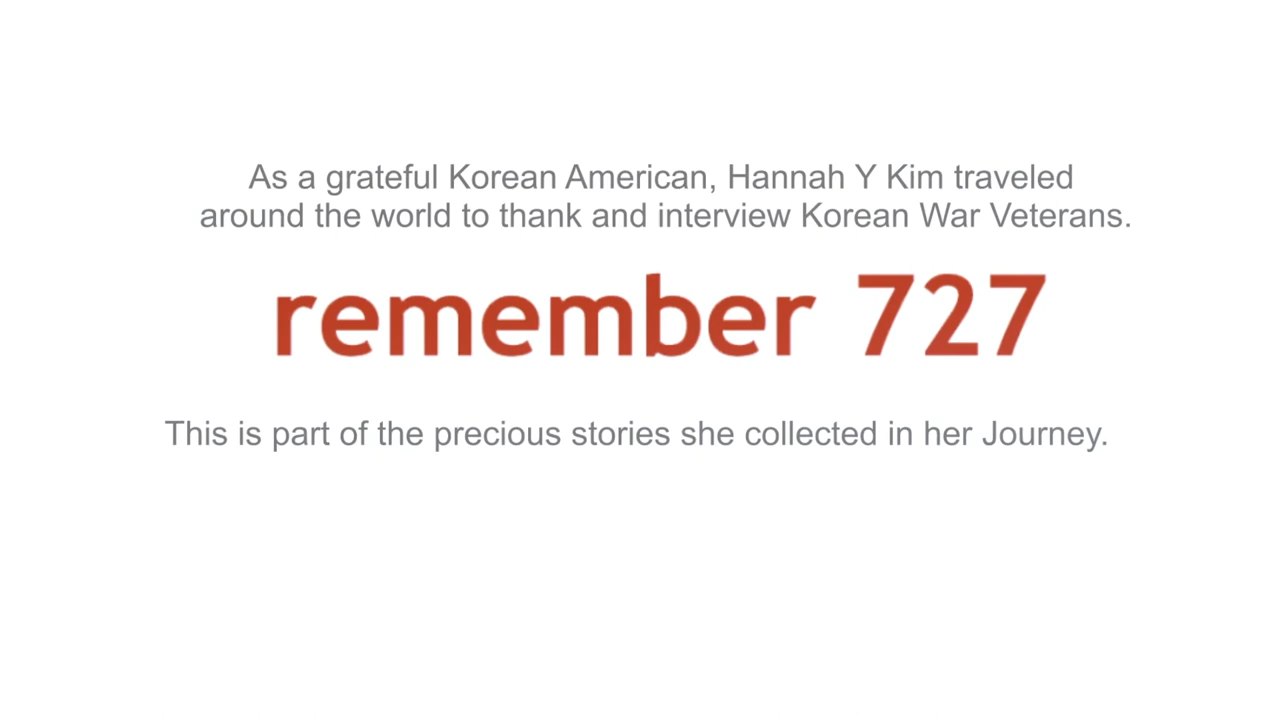 As a grateful Korean American, Hannah Y Kim traveled
around the world to thank and interview Korean War Veterans.
remember 727
This is part of the precious stories she collected in her Journey.